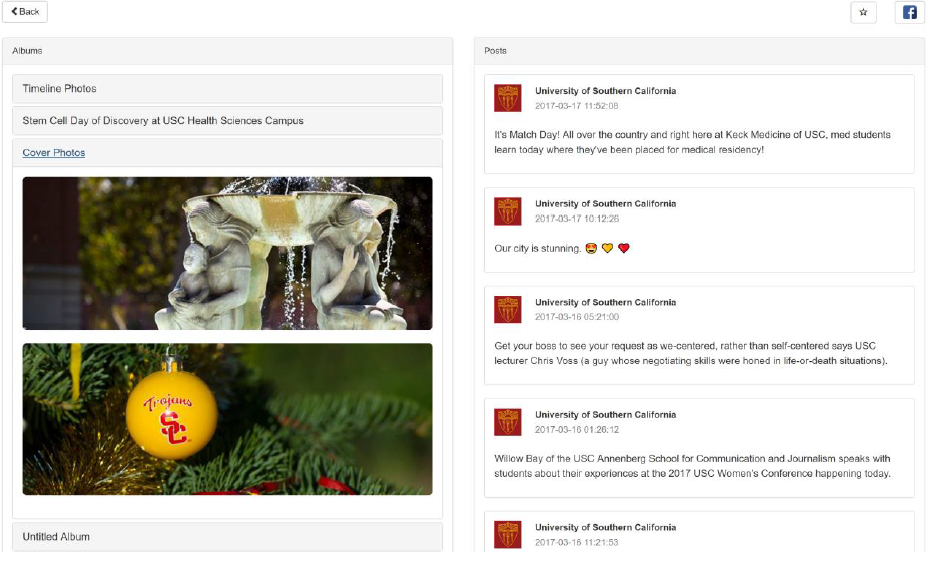 Back
Albums
Timeline Photos
Stem Cell Day of Discovery at USC Health Sciences Campus
Cover Photos
Trojans
SC
Untitled Album
Posts
University of Southern California
2017-03-17 11:52:08
It's Match Day! All over the country and right here at Keck Medicine of USC, med students
learn today where they've been placed for medical residency!
University of Southern California
2017-03-17 10:12:26
Our city is stunning. 😍 💛 ❤️
University of Southern California
2017-03-16 05:21:00
Get your boss to see your request as we-centered, rather than self-centered says USC
lecturer Chris Voss (a guy whose negotiating skills were honed in life-or-death situations).
University of Southern California
2017-03-16 01:26:12
Willow Bay of the USC Annenberg School for Communication and Journalism speaks with
students about their experiences at the 2017 USC Women's Conference happening today.
University of Southern California
2017-03-16 11:21:53